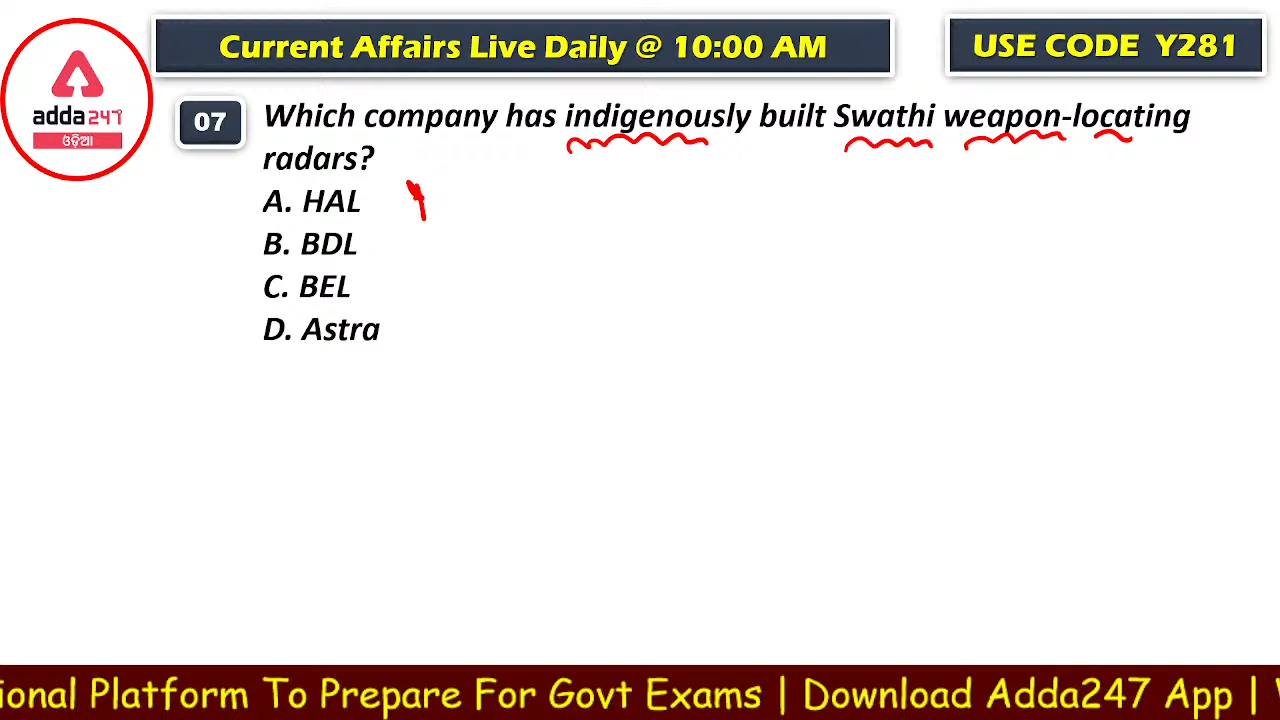 Current Affairs Live Daily @ 10:00 AM
USE CODE Y281
adda247
ଓଡ଼ିଆ
07
Which company has indigenously built Swathi weapon-locating
radars?
A. HAL
B. BDL
C. BEL
D. Astra
ional Platform To Prepare For Govt Exams | Download Adda247 App |